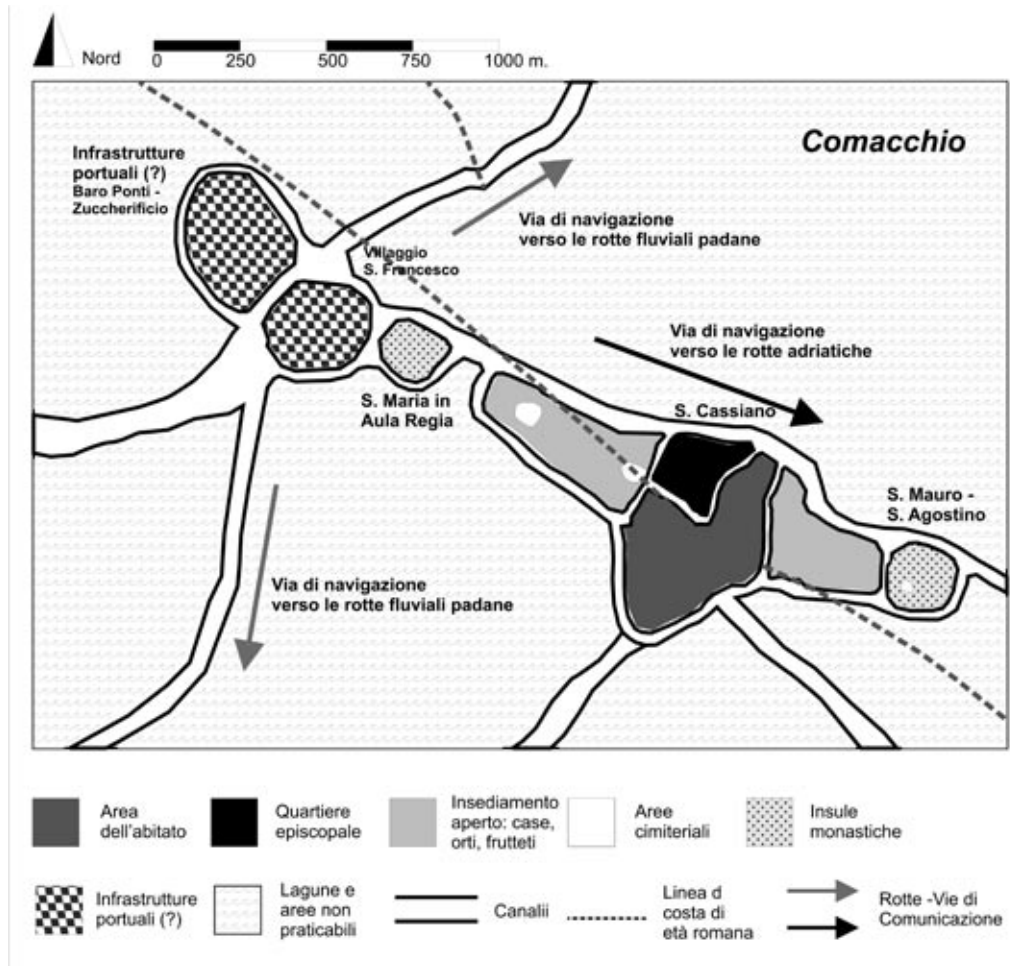 Nord
0 250 500 750 1000 m.
Comacchio
Infrastrutture
portuali (?)
Baro Ponti -
Zuccherificio
Via di navigazione
verso le rotte fluviali padane
Villaggio
S. Francesco
Via di navigazione
verso le rotte adriatiche
S. Maria in
Aula Regia
S. Cassiano
S. Mauro -
S. Agostino
Via di navigazione
verso le rotte fluviali padane
Area
dell'abitato
Quartiere
episcopale
Insediamento
aperto: case,
orti, frutteti
Aree
cimiteriali
Insule
monastiche
Infrastrutture
portuali (?)
Lagune e
aree non
praticabili
Canalii
Linea d
costa di
età romana
Rotte -Vie di
Comunicazione